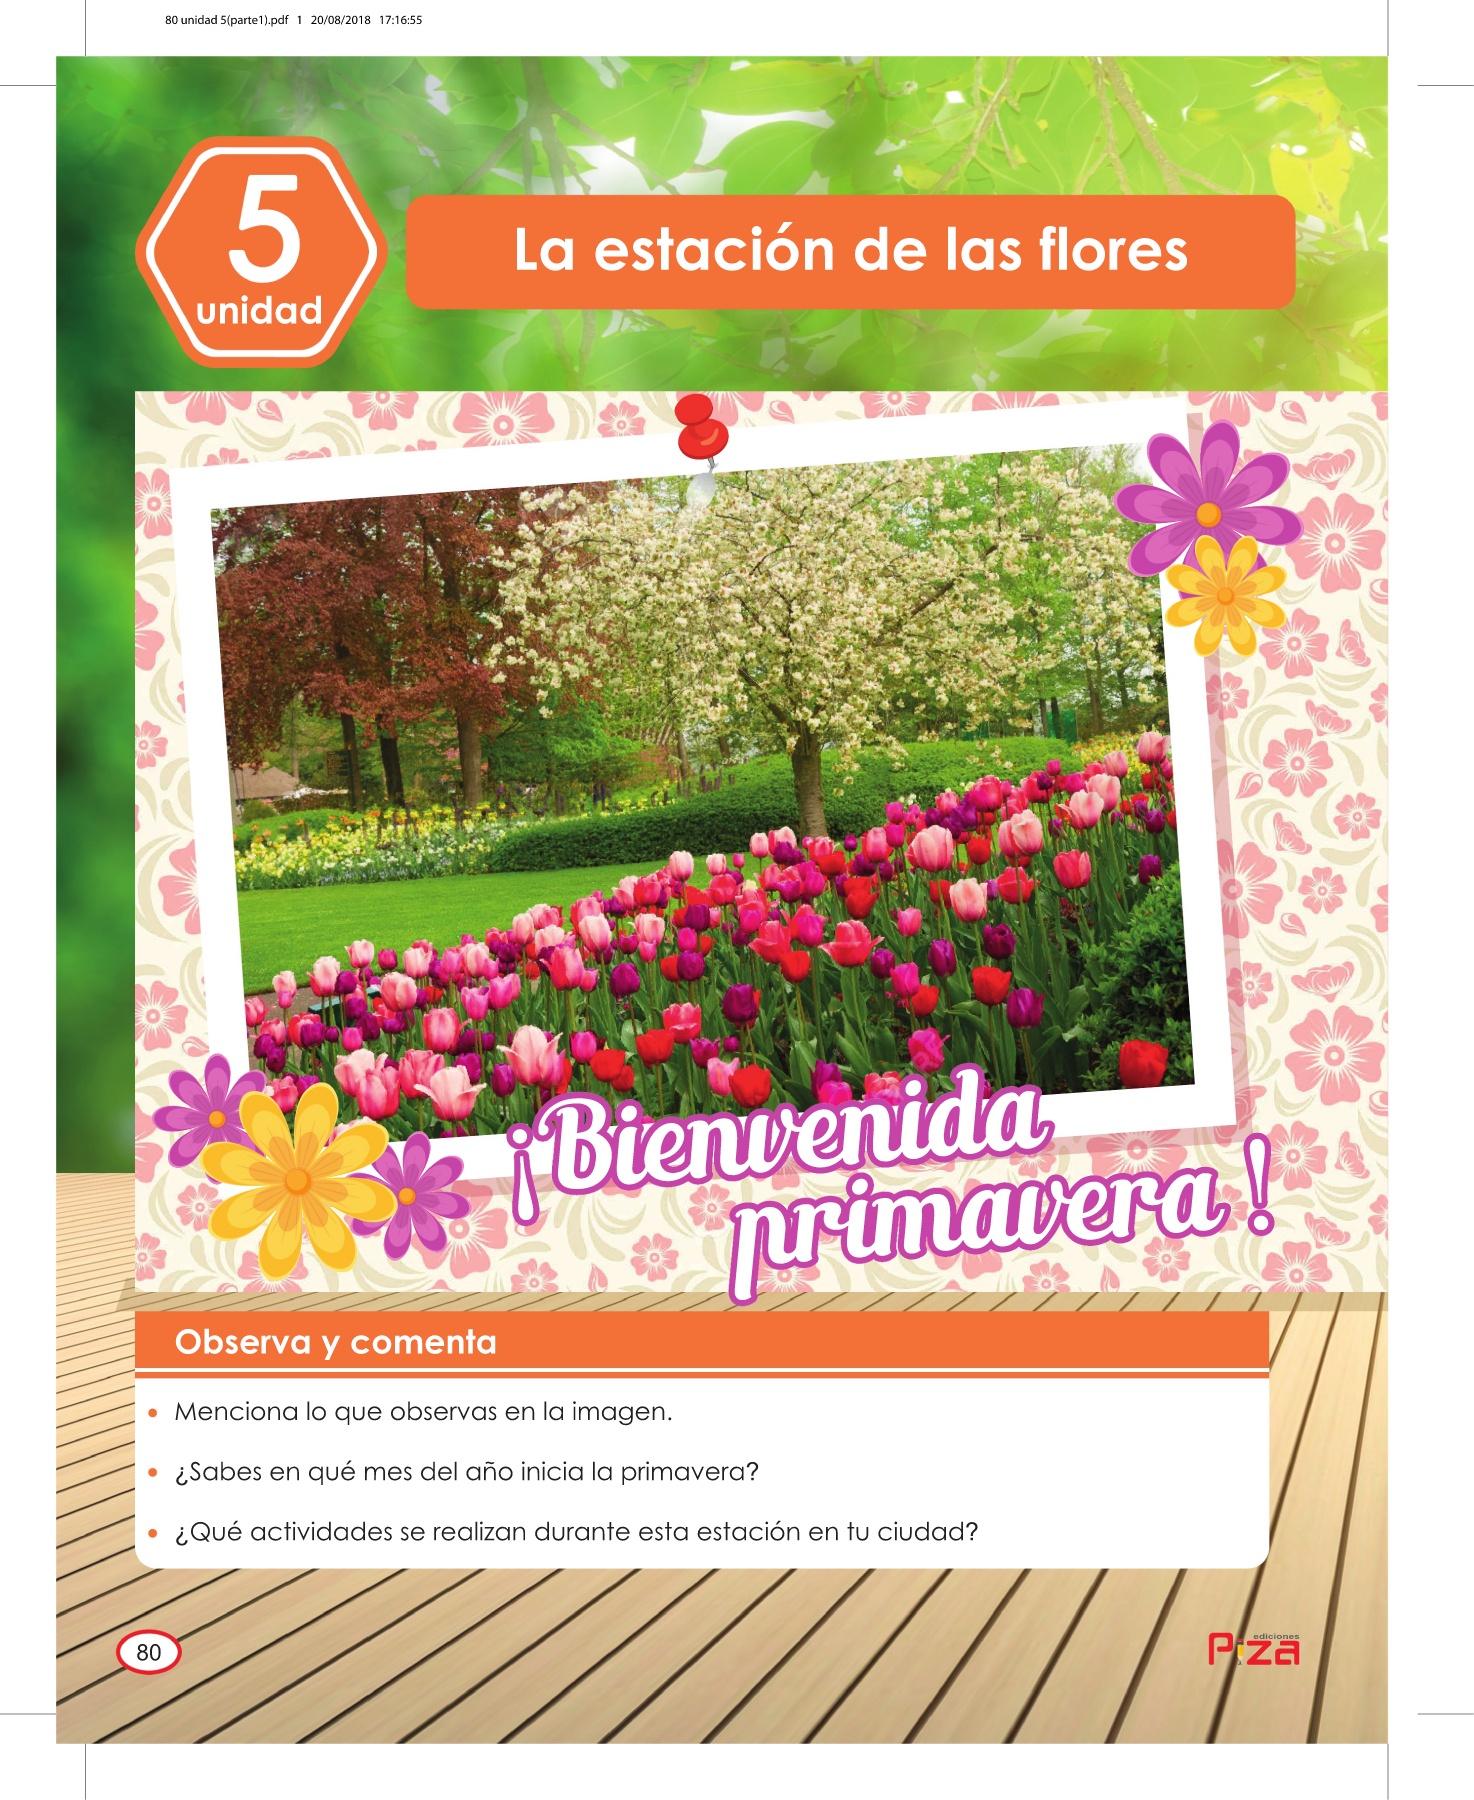 80 unidad 5(parte1).pdf 1 20/08/2018 17:16:55
5
unidad
La estación de las flores
¡Bienvenida
primavera!
Observa y comenta
• Menciona lo que observas en la imagen.
• ¿Sabes en qué mes del año inicia la primavera?
• ¿Qué actividades se realizan durante esta estación en tu ciudad?
80
ediciones
Piza